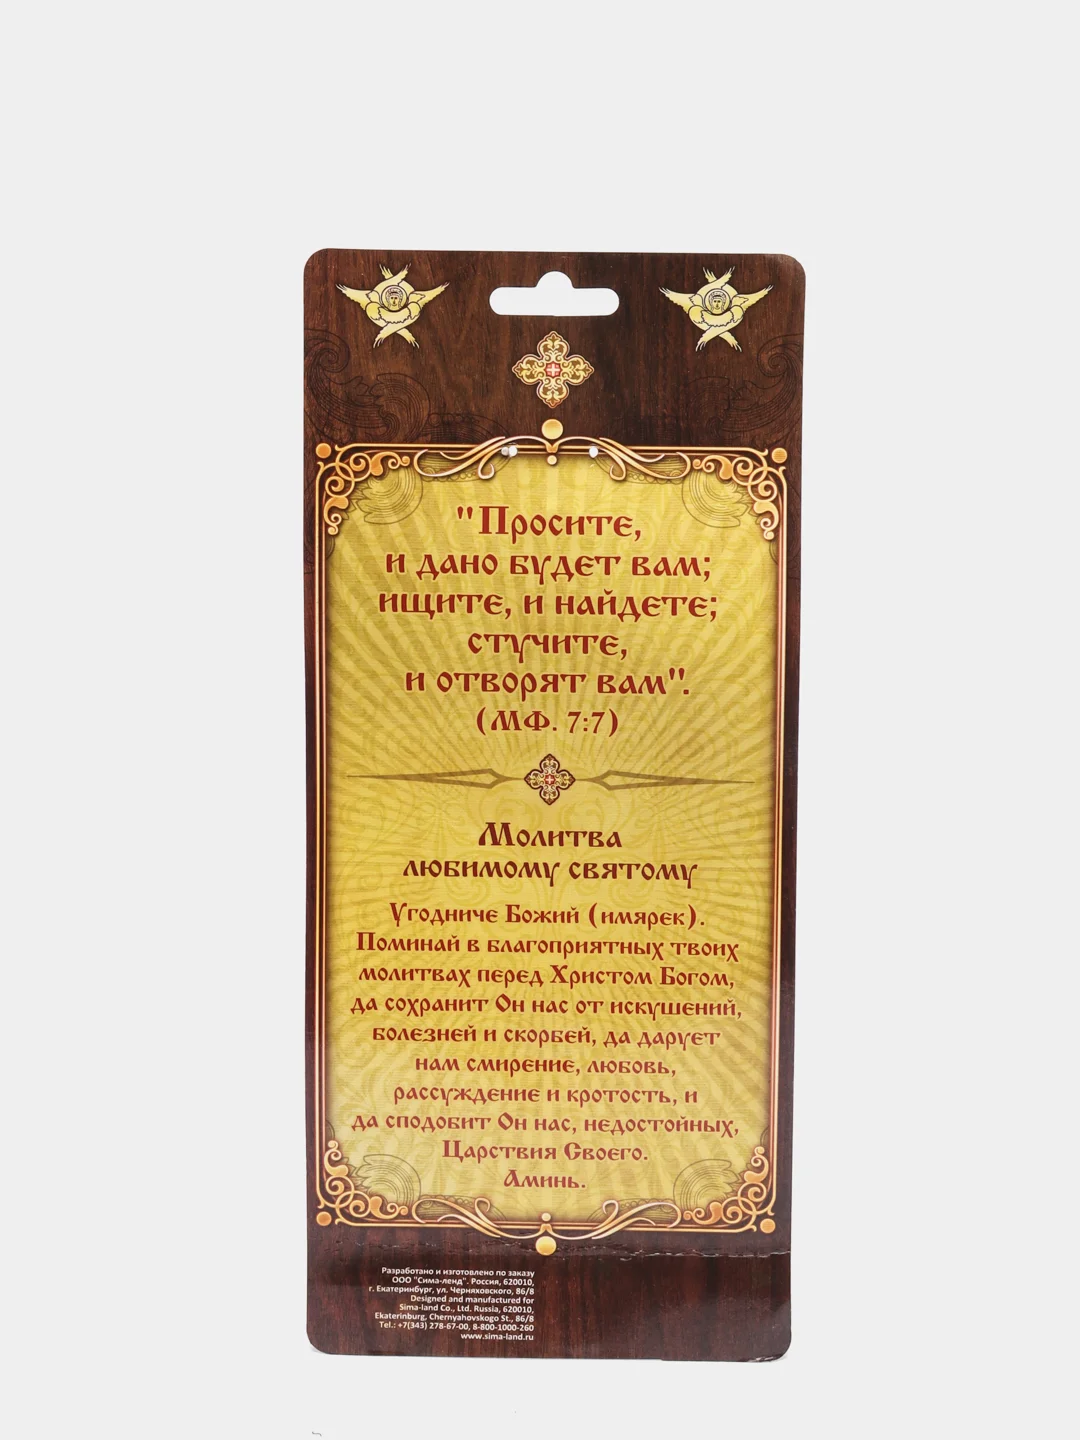 "Просите,
и дано будет вам;
ищите, и найдете;
стучите,
и отворят вам".
(МФ. 7:7)
Молитва
любимому святому
Угодниче Божий (имярек).
Поминай в благоприятных твоих
молитвах перед Христом Богом,
да сохранит Он нас от искушений,
болезней и скорбей, да дарует
нам смирение, любовь,
рассуждение и кротость, и
да сподобит Он нас, недостойных,
Царствия Своего.
Аминь.
Разработано и изготовлено по заказу
ООО "Сима-ленд". Россия, 620010,
г. Екатеринбург, ул. Черняховского, 86/8
Designed and manufactured for
Sima-land Co., Ltd. Russia, 620010,
Ekaterinburg, Chernyahovskogo St., 86/8
Tel.: +7(343) 278-67-00, 8-800-1000-260
www.sima-land.ru